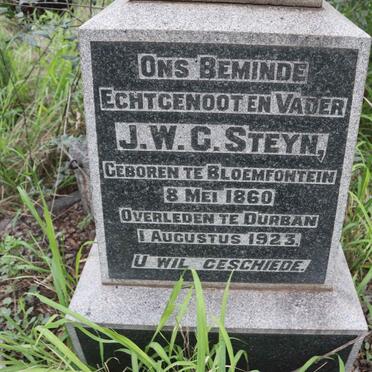 ONS BEMINDE
ECHTGENOOT EN VADER
J.W.G. STEYN,
GEBOREN TE BLOEMFONTEIN
8 MEI 1860
OVERLEDEN TE DURBAN
1 AUGUSTUS 1923.
U WIL GESCHIEDE.